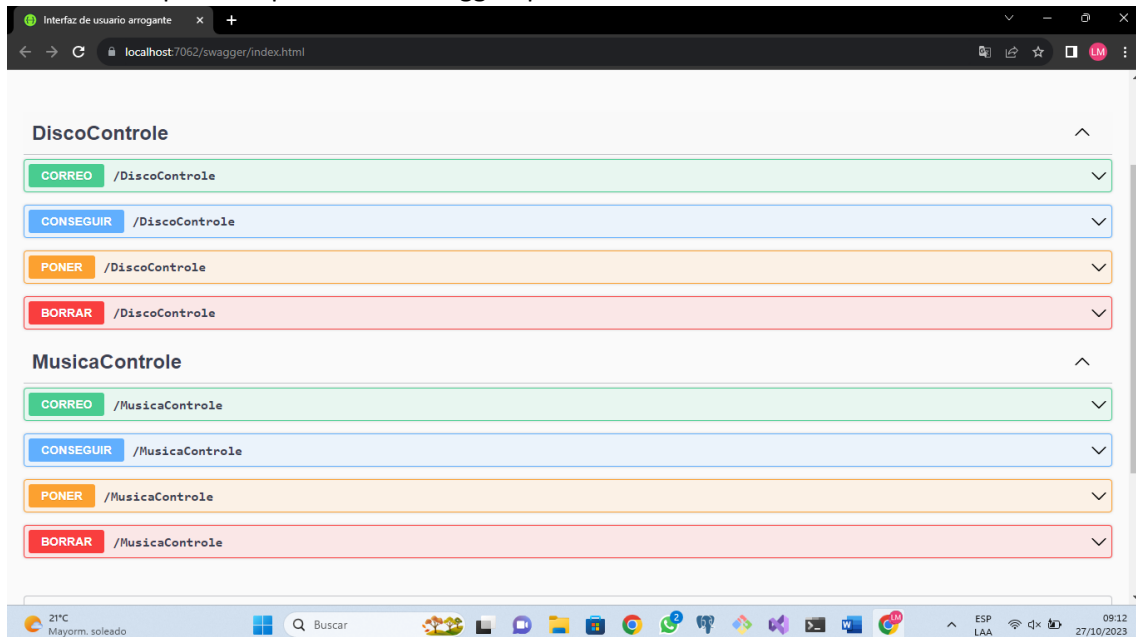 Interfaz de usuario arrogante
localhost:7062/swagger/index.html
LM
DiscoControle
CORREO /DiscoControle
CONSEGUIR /DiscoControle
PONER /DiscoControle
BORRAR /DiscoControle
MusicaControle
CORREO /MusicaControle
CONSEGUIR /MusicaControle
PONER /MusicaControle
BORRAR /MusicaControle
21°C
Mayorm. soleado
Buscar
2
LM
ESP
LAA
09:12
27/10/2023